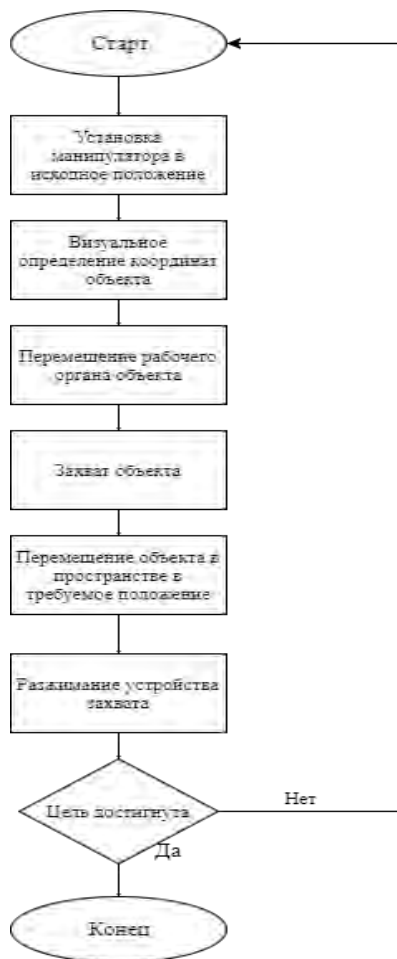 Старт
Установка
манипулятора в
исходное положение
Визуальное
определение координат
объекта
Перемещение рабочего
органа объекта
Захват объекта
Перемещение объекта в
пространстве в
требуемое положение
Разжимание устройства
захвата
Цель достигнута
Нет
Да
Конец